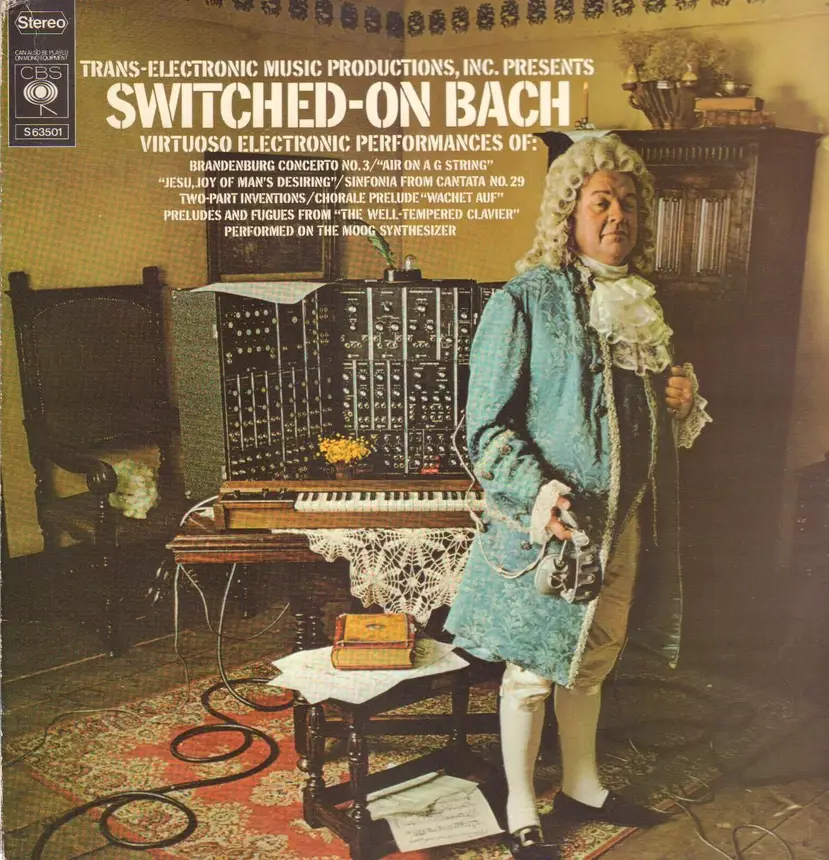 Stereo
CAN ALSO BE PLAYED
ON MONO EQUIPMENT
CBS
S 63501
TRANS-ELECTRONIC MUSIC PRODUCTIONS, INC. PRESENTS
SWITCHED-ON BACH
VIRTUOSO ELECTRONIC PERFORMANCES OF:
BRANDENBURG CONCERTO NO. 3/"AIR ON A G STRING"
"JESU, JOY OF MAN'S DESIRING"/SINFONIA FROM CANTATA NO. 29
TWO-PART INVENTIONS/CHORALE PRELUDE "WACHET AUF"
PRELUDES AND FUGUES FROM "THE WELL-TEMPERED CLAVIER"
PERFORMED ON THE MOOG SYNTHESIZER